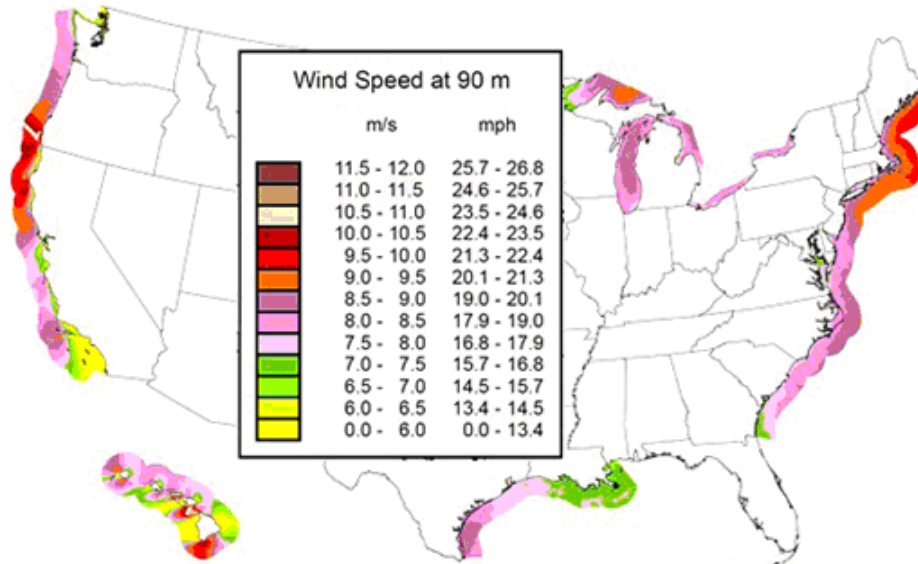 Wind Speed at 90 m
m/s mph
11.5 - 12.0 25.7 - 26.8
11.0 - 11.5 24.6 - 25.7
10.5 - 11.0 23.5 - 24.6
10.0 - 10.5 22.4 - 23.5
9.5 - 10.0 21.3 - 22.4
9.0 - 9.5 20.1 - 21.3
8.5 - 9.0 19.0 - 20.1
8.0 - 8.5 17.9 - 19.0
7.5 - 8.0 16.8 - 17.9
7.0 - 7.5 15.7 - 16.8
6.5 - 7.0 14.5 - 15.7
6.0 - 6.5 13.4 - 14.5
0.0 - 6.0 0.0 - 13.4